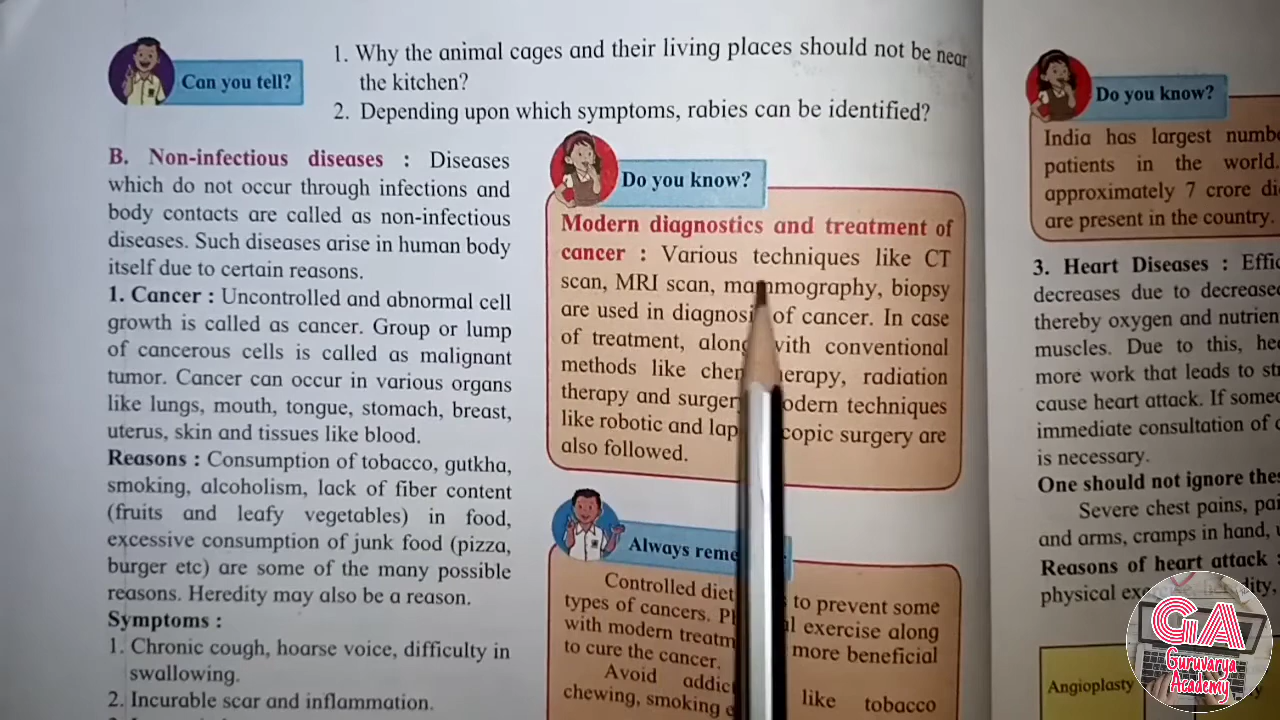 Can you tell?
1. Why the animal cages and their living places should not be near
the kitchen?
2. Depending upon which symptoms, rabies can be identified?
B. Non-infectious diseases : Diseases
which do not occur through infections and
body contacts are called as non-infectious
diseases. Such diseases arise in human body
itself due to certain reasons.
1. Cancer : Uncontrolled and abnormal cell
growth is called as cancer. Group or lump
of cancerous cells is called as malignant
tumor. Cancer can occur in various organs
like lungs, mouth, tongue, stomach, breast,
uterus, skin and tissues like blood.
Reasons : Consumption of tobacco, gutkha,
smoking, alcoholism, lack of fiber content
(fruits and leafy vegetables) in food,
excessive consumption of junk food (pizza,
burger etc) are some of the many possible
reasons. Heredity may also be a reason.
Symptoms :
1. Chronic cough, hoarse voice, difficulty in
swallowing.
2. Incurable scar and inflammation.
Do you know?
Modern diagnostics and treatment of
cancer : Various techniques like CT
scan, MRI scan, mammography, biopsy
are used in diagnosis of cancer. In case
of treatment, along with conventional
methods like chemotherapy, radiation
therapy and surgery, modern techniques
like robotic and laparoscopic surgery are
also followed.
Always
Controlled diet to prevent some
types of cancers. exercise along
with modern more beneficial
to cure the cancer.
Avoid like tobacco
chewing, smoking
Do you know?
India has largest
patients in the world.
approximately 7 crore
are present in the country.
3. Heart Diseases :
decreases due to
thereby oxygen and
muscles. Due to this,
more work that leads to
cause heart attack. If
immediate consultation of
is necessary.
One should not ignore
Severe chest pains,
and arms, cramps in hand,
Reasons of heart attack :
physical
Angioplasty
GA
Guruvarya
Academy